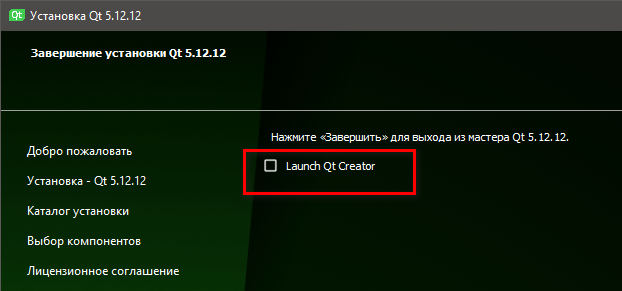 Qt Установка Qt 5.12.12
Завершение установки Qt 5.12.12
Нажмите «Завершить» для выхода из мастера Qt 5.12.12.
Добро пожаловать
Launch Qt Creator
Установка - Qt 5.12.12
Каталог установки
Выбор компонентов
Лицензионное соглашение